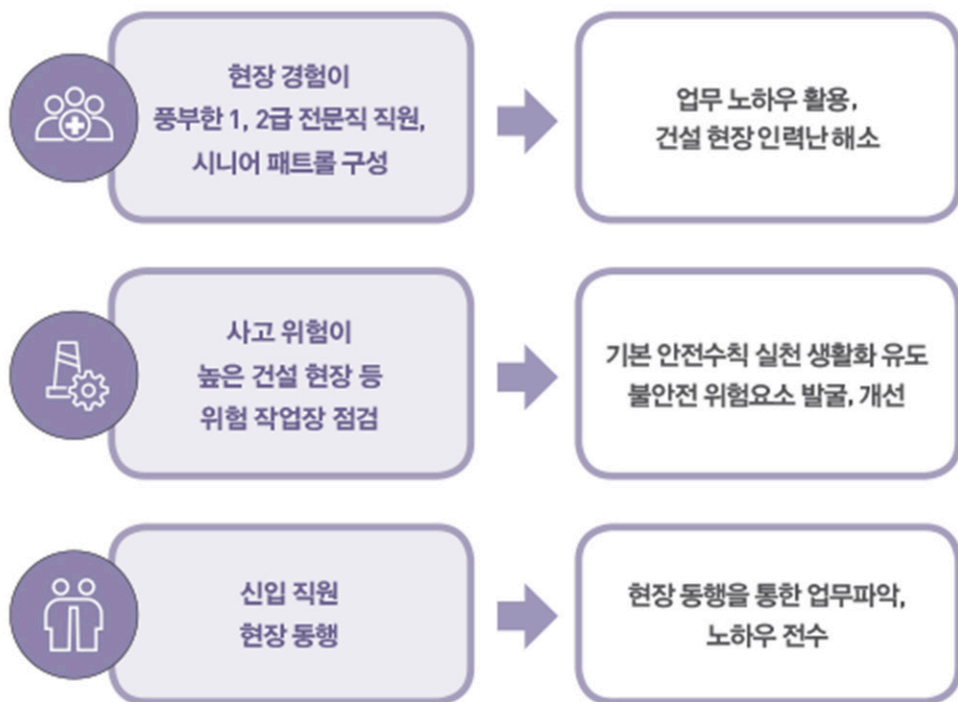 현장 경험이
풍부한 1, 2급 전문직 직원,
시니어 패트롤 구성
업무 노하우 활용,
건설 현장 인력난 해소
사고 위험이
높은 건설 현장 등
위험 작업장 점검
기본 안전수칙 실천 생활화 유도
불안전 위험요소 발굴, 개선
신입 직원
현장 동행
현장 동행을 통한 업무파악,
노하우 전수